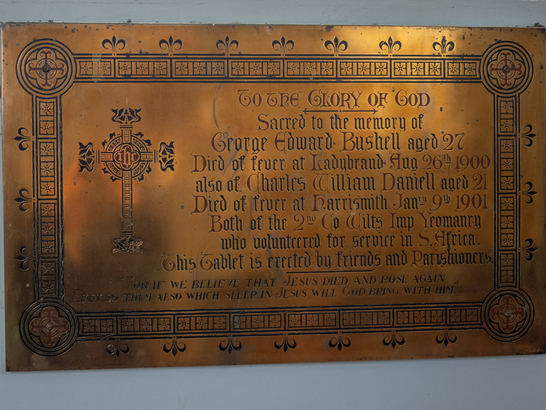 To the Glory of God
Sacred to the memory of
George Edward Bushell aged 27
Died of fever at Ladybrand Aug 26th 1900
also of Charles William Daniell aged 21
Died of fever at Harrismith Jany 9th 1901
Both of the 2nd Co Wilts Imp Yeomanry
who volunteered for service in S. Africa.
This Tablet is erected by friends and Parishioners.
"For if we believe that Jesus died and rose again
Even so them also which sleep in Jesus will God bring with him"
IHS